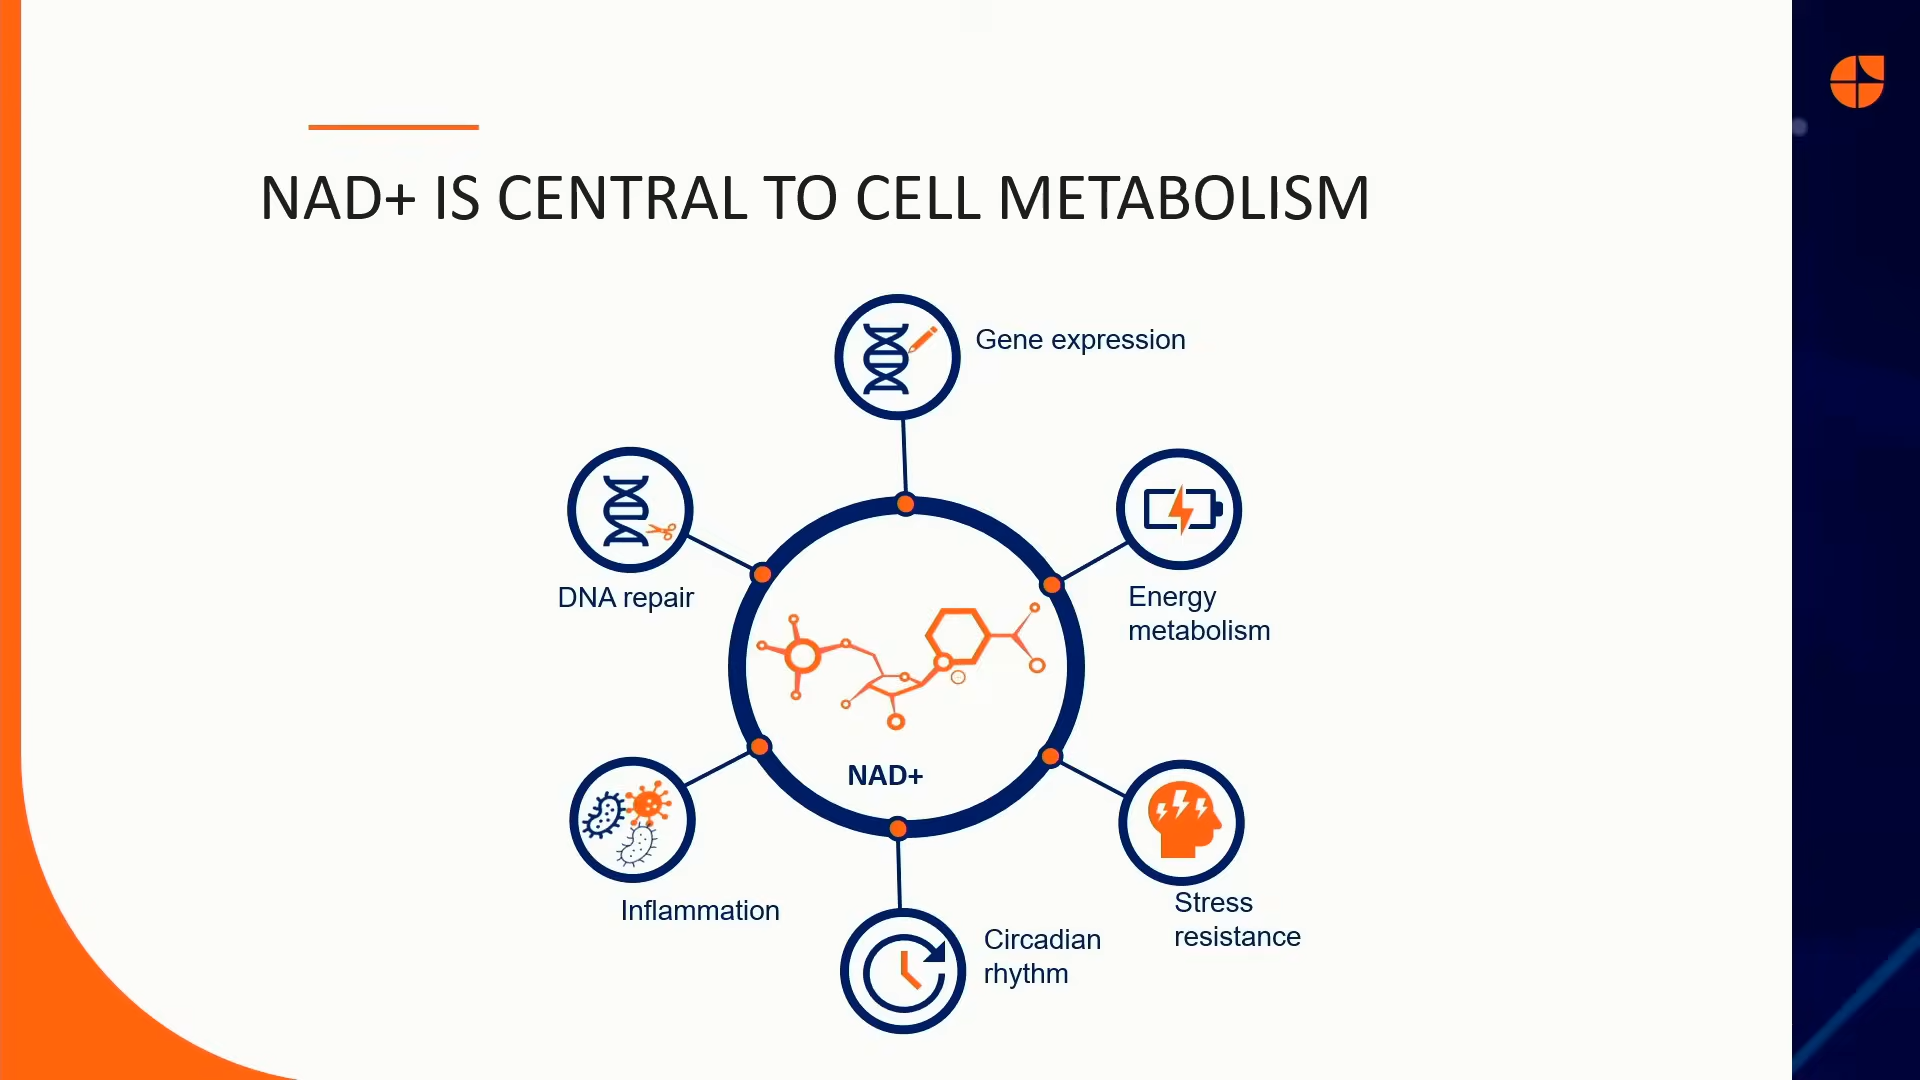 NAD+ IS CENTRAL TO CELL METABOLISM
Gene expression
DNA repair
Energy
metabolism
NAD+
Inflammation
Stress
resistance
Circadian
rhythm